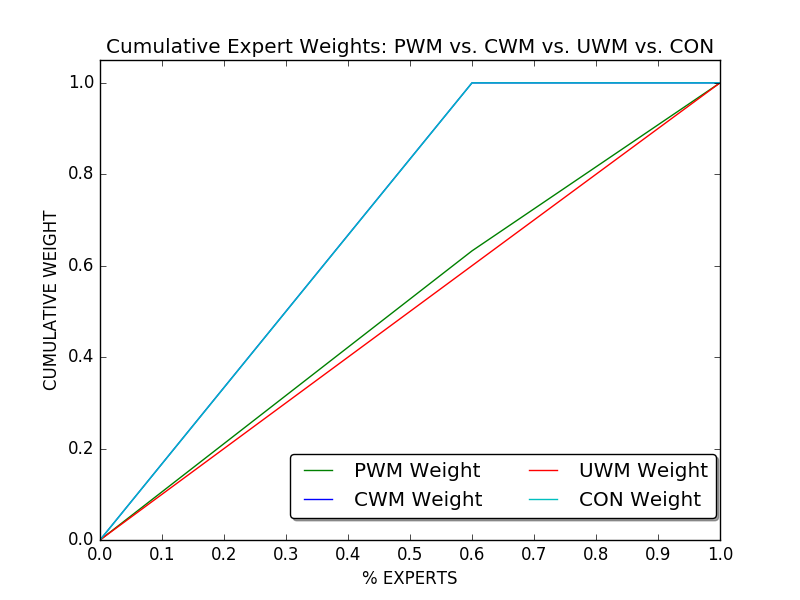 Cumulative Expert Weights: PWM vs. CWM vs. UWM vs. CON
1.0
0.8
0.6
0.4
0.2
0.0
CUMULATIVE WEIGHT
PWM Weight UWM Weight
CWM Weight CON Weight
0.0 0.1 0.2 0.3 0.4 0.5 0.6 0.7 0.8 0.9 1.0
% EXPERTS